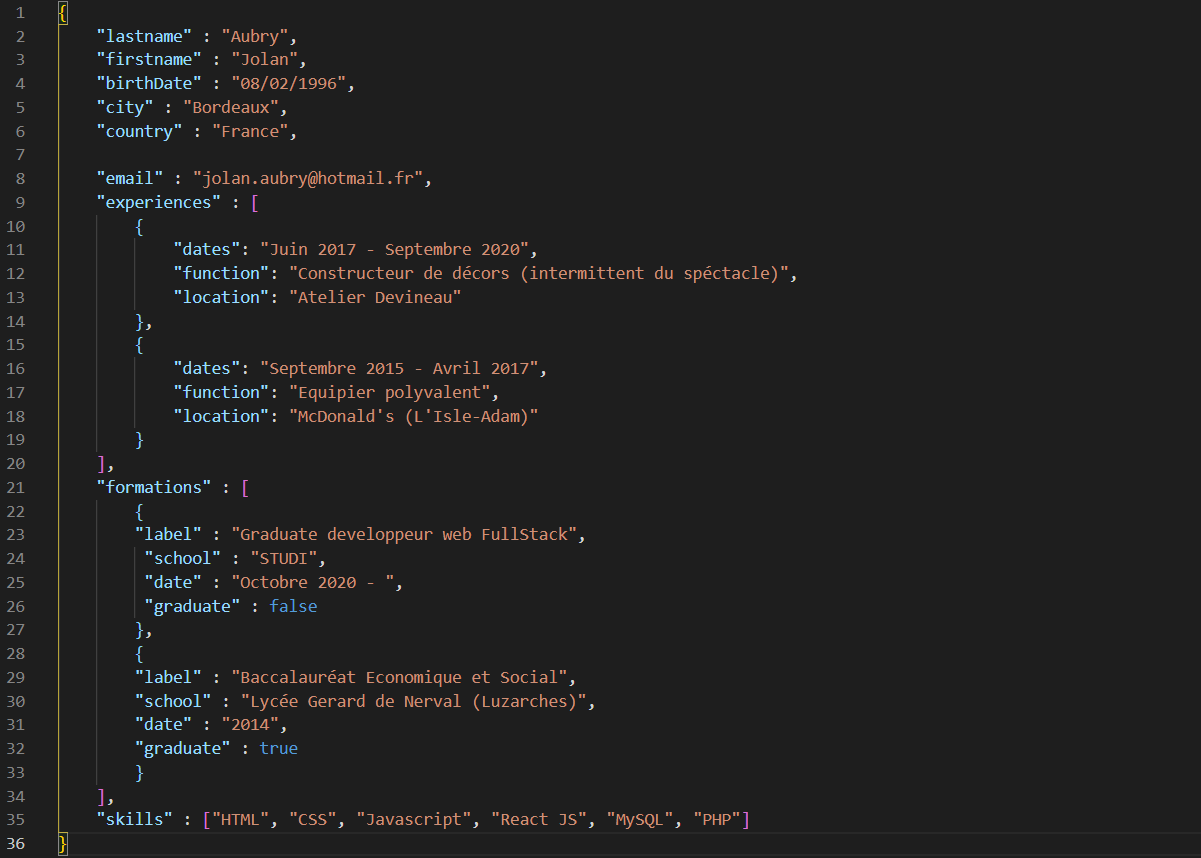 1 {
2 "lastname" : "Aubry",
3 "firstname" : "Jolan",
4 "birthDate" : "08/02/1996",
5 "city" : "Bordeaux",
6 "country" : "France",
7
8 "email" : "jolan.aubry@hotmail.fr",
9 "experiences" : [
10 {
11 "dates": "Juin 2017 - Septembre 2020",
12 "function": "Constructeur de décors (intermittent du spéctacle)",
13 "location": "Atelier Devineau"
14 },
15 {
16 "dates": "Septembre 2015 - Avril 2017",
17 "function": "Equipier polyvalent",
18 "location": "McDonald's (L'Isle-Adam)"
19 }
20 ],
21 "formations" : [
22 {
23 "label" : "Graduate developpeur web FullStack",
24 "school" : "STUDI",
25 "date" : "Octobre 2020 - ",
26 "graduate" : false
27 },
28 {
29 "label" : "Baccalauréat Economique et Social",
30 "school" : "Lycée Gerard de Nerval (Luzarches)",
31 "date" : "2014",
32 "graduate" : true
33 }
34 ],
35 "skills" : ["HTML", "CSS", "Javascript", "React JS", "MySQL", "PHP"]
36 }